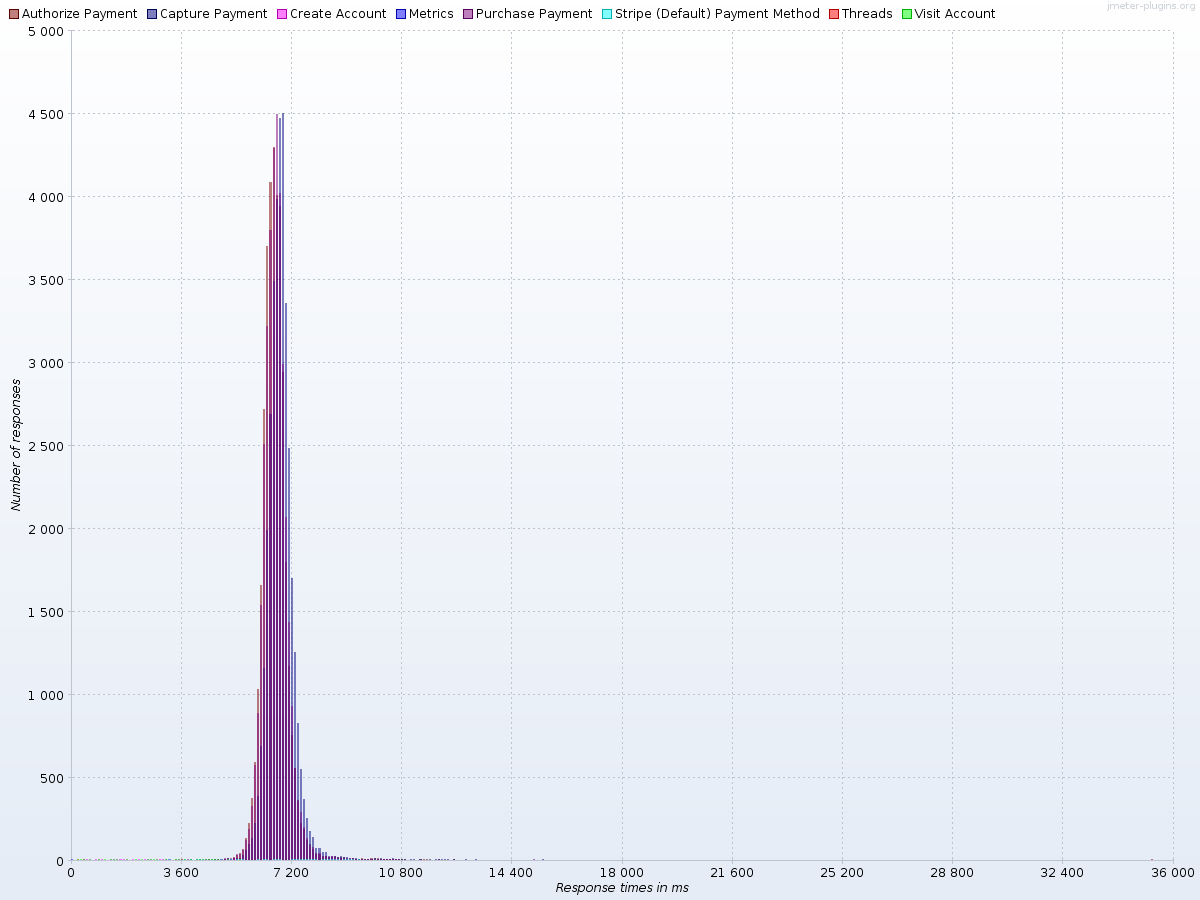 Authorize Payment Capture Payment Create Account Metrics Purchase Payment Stripe (Default) Payment Method Threads Visit Account
jmeter-plugins.org
5 000
4 500
4 000
3 500
3 000
2 500
2 000
1 500
1 000
500
0
Number of responses
0 3 600 7 200 10 800 14 400 18 000 21 600 25 200 28 800 32 400 36 000
Response times in ms